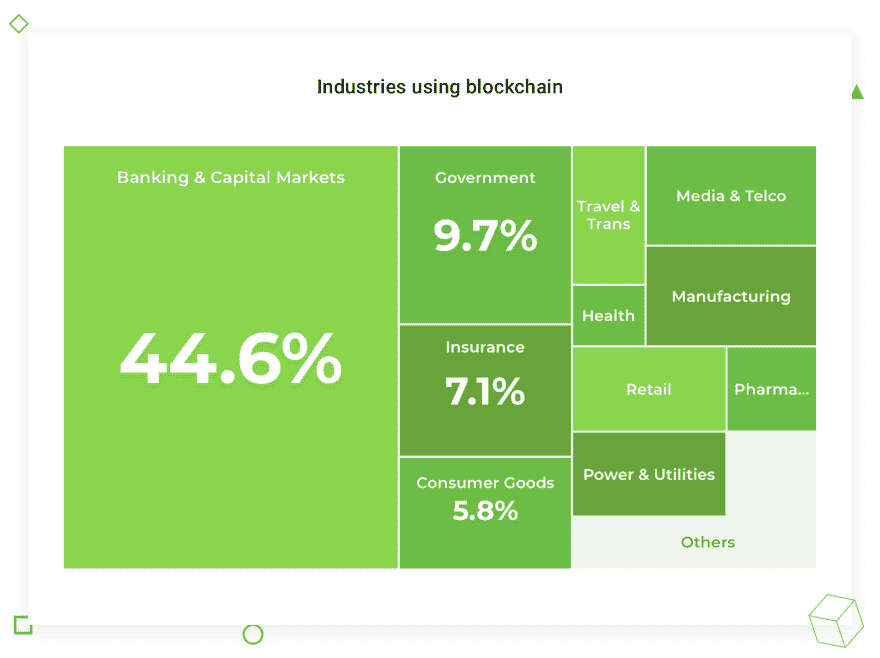 Industries using blockchain
Banking & Capital Markets
44.6%
Government
9.7%
Insurance
7.1%
Consumer Goods
5.8%
Travel &
Trans
Health
Media & Telco
Manufacturing
Retail
Pharma...
Power & Utilities
Others